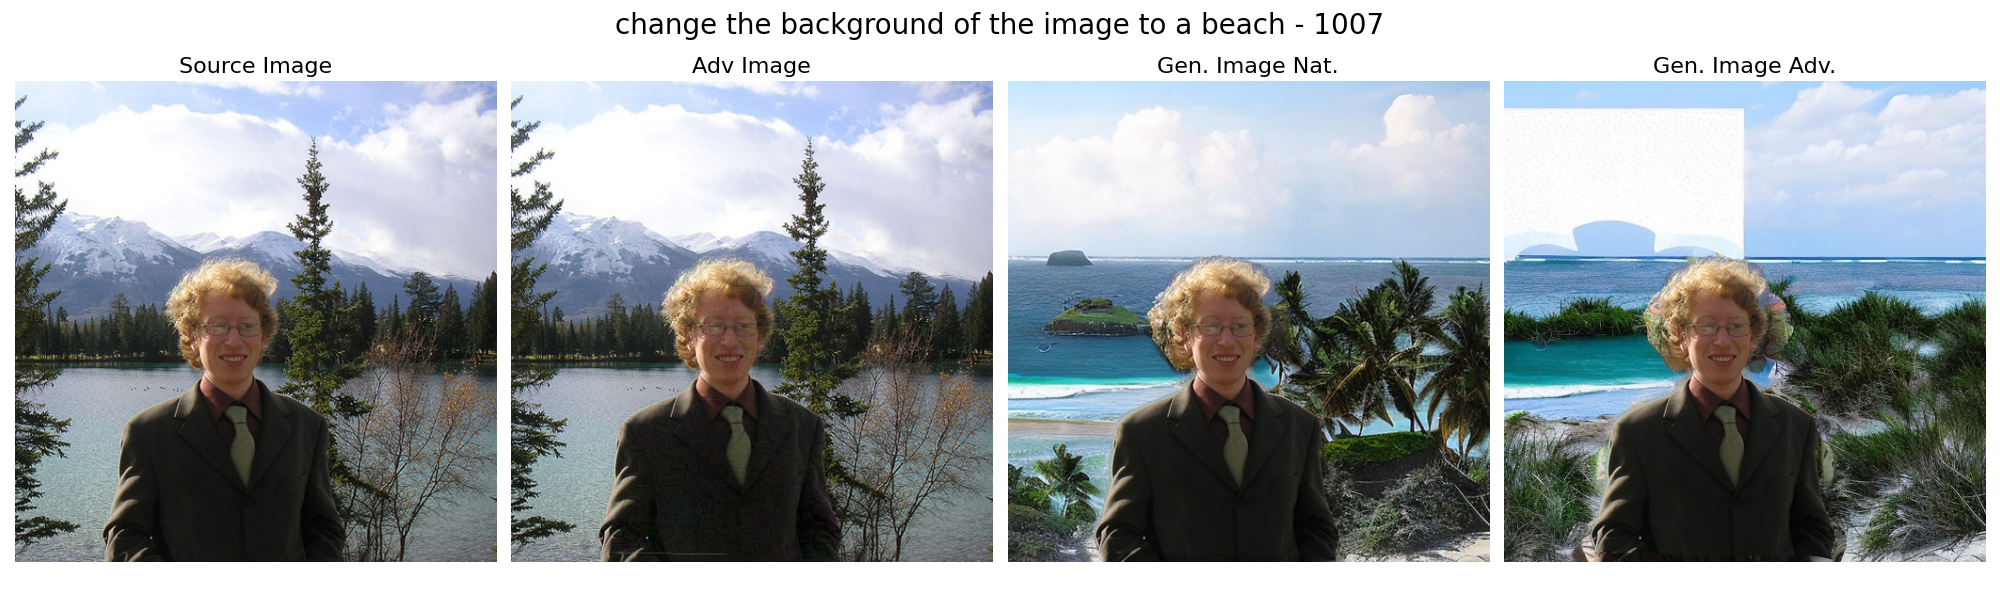 change the background of the image to a beach - 1007
Source Image
Adv Image
Gen. Image Nat.
Gen. Image Adv.